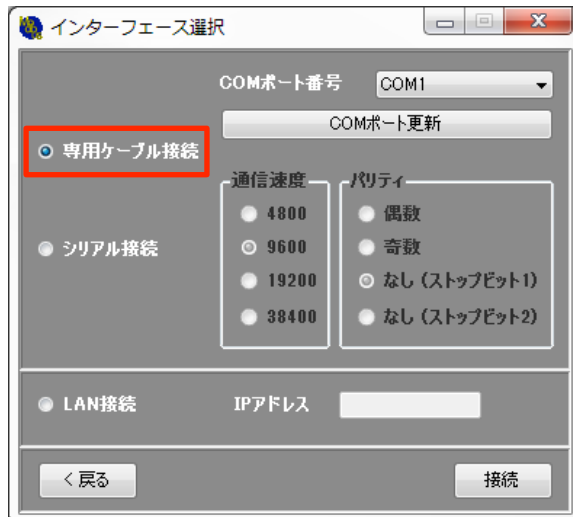 インターフェース選択
COMポート番号 COM1
COMポート更新
専用ケーブル接続
通信速度 パリティ
4800 偶数
シリアル接続 9600 奇数
19200 なし (ストップビット1)
38400 なし (ストップビット2)
LAN接続 IPアドレス
< 戻る 接続